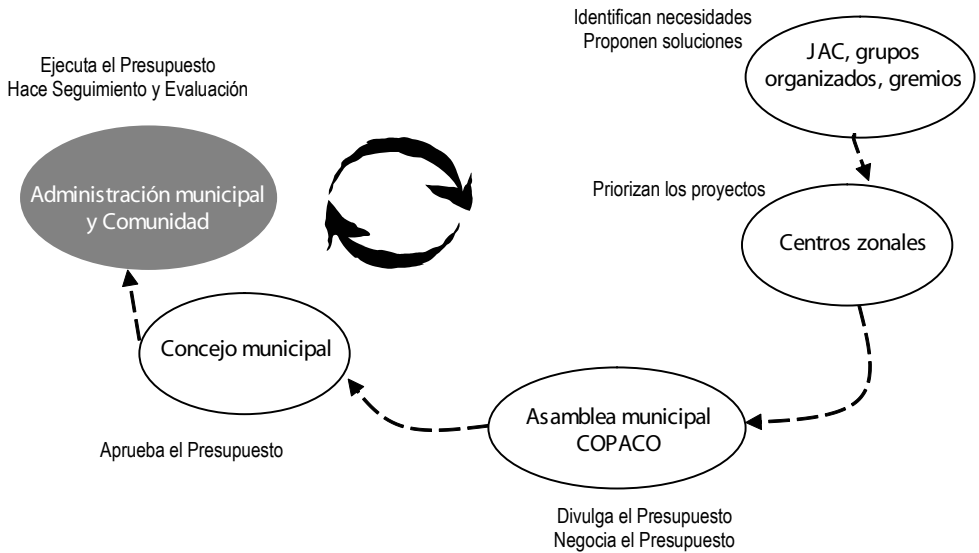 Identifican necesidades
Proponen soluciones
JAC, grupos
organizados, gremios
Priorizan los proyectos
Centros zonales
Asamblea municipal
COPACO
Divulga el Presupuesto
Negocia el Presupuesto
Concejo municipal
Aprueba el Presupuesto
Ejecuta el Presupuesto
Hace Seguimiento y Evaluación
Administración municipal
y Comunidad